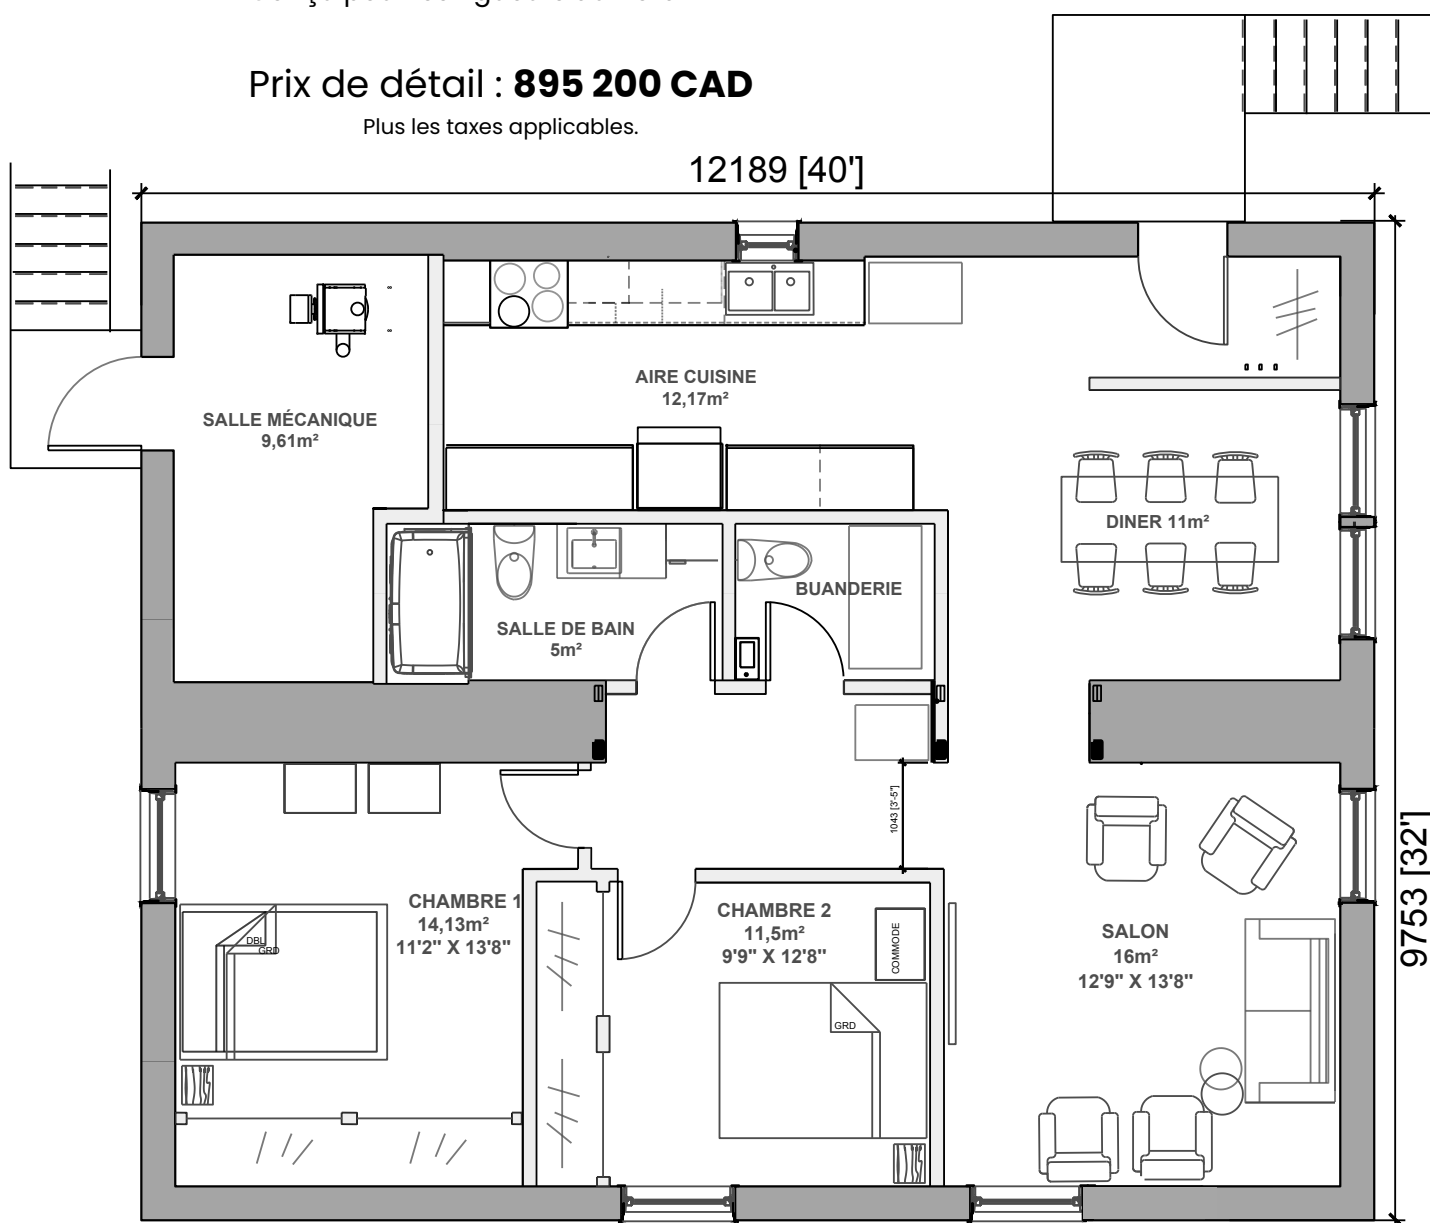 Prix de détail : 895 200 CAD
Plus les taxes applicables.
12189 [40']
AIRE CUISINE
12,17m²
SALLE MÉCANIQUE
9,61m²
DINER 11m²
BUANDERIE
SALLE DE BAIN
5m²
1043 [3'-5"]
9753 [32']
CHAMBRE 1
14,13m²
11'2" X 13'8"
DBL
GRD
CHAMBRE 2
11,5m²
9'9" X 12'8"
COMMODE
GRD
SALON
16m²
12'9" X 13'8"